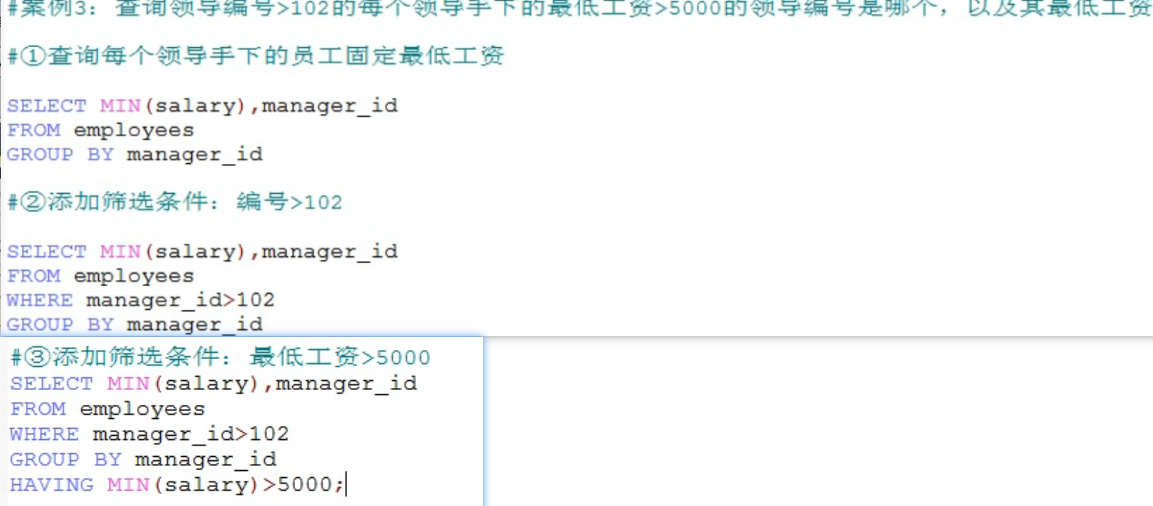 #案例3：查询领导编号>102的每个领导手下的最低工资>5000的领导编号是哪个，以及其最低工资
#①查询每个领导手下的员工固定最低工资
SELECT MIN(salary),manager_id
FROM employees
GROUP BY manager_id
#②添加筛选条件：编号>102
SELECT MIN(salary),manager_id
FROM employees
WHERE manager_id>102
GROUP BY manager_id
#③添加筛选条件：最低工资>5000
SELECT MIN(salary),manager_id
FROM employees
WHERE manager_id>102
GROUP BY manager_id
HAVING MIN(salary)>5000;